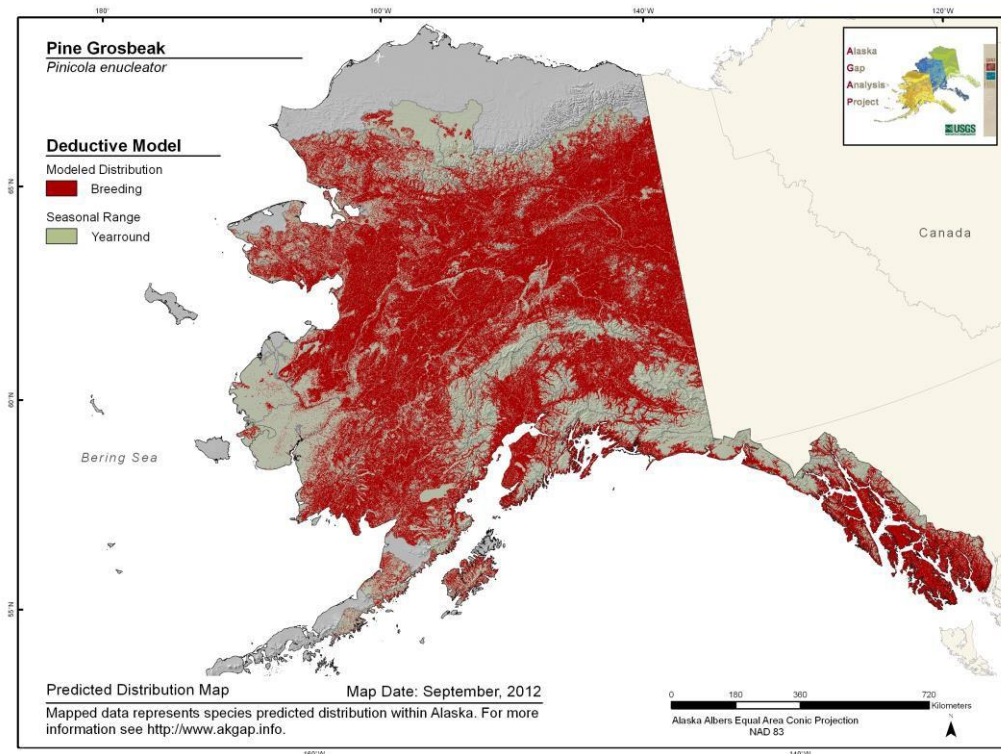 180°
160°W
140°W
120°W
Pine Grosbeak
Pinicola enucleator
Deductive Model
Modeled Distribution
Breeding
Seasonal Range
Yearround
Alaska
Gap
Analysis
Project
USGS
Canada
Bering Sea
65°N
60°N
55°N
Predicted Distribution Map
Map Date: September, 2012
Mapped data represents species predicted distribution within Alaska. For more
information see http://www.akgap.info.
0 180 360 720
Kilometers
Alaska Albers Equal Area Conic Projection
NAD 83
N
160°W
140°W